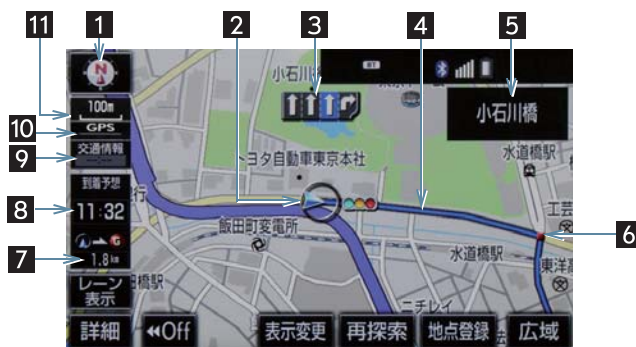 11
1
2
3
4
5
小石川
BT
100m
小石川橋
10
GPS
9
交通情報
--:--
トヨタ自動車東京本社
水道橋駅
到着予想
8
11:32
飯田町変電所
工芸
6
7
1.8km
水道橋駅
東洋高
橋駅
レーン
表示
ニチレイ
詳細
◀◀Off
表示変更
再探索
地点登録
広域